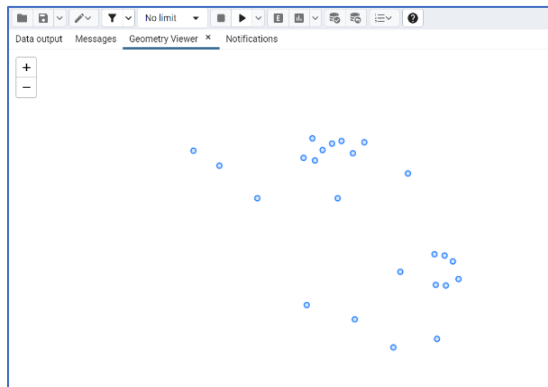 No limit
E
Data output Messages Geometry Viewer × Notifications
+
−